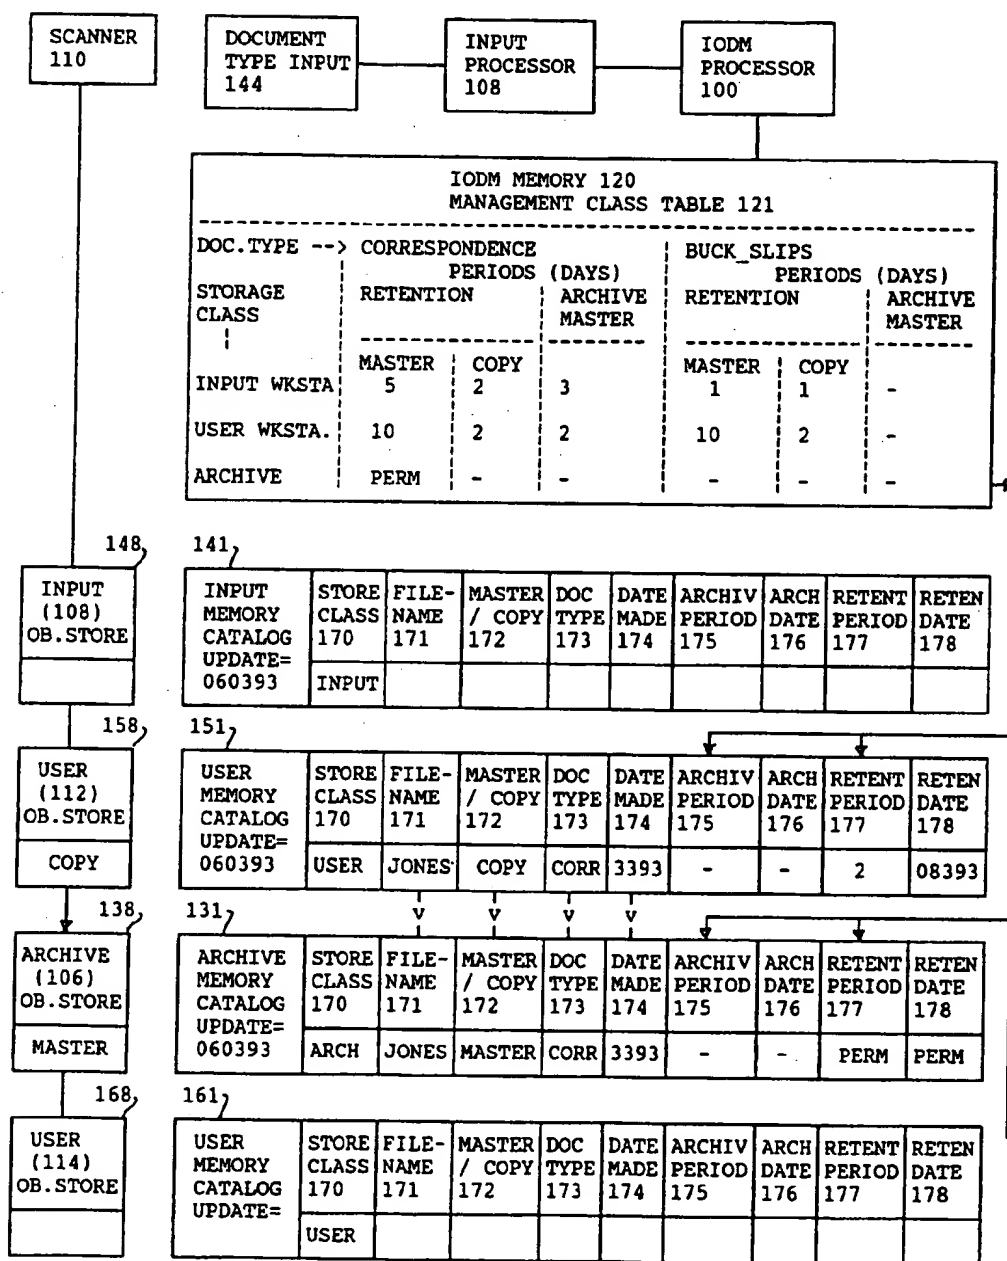 SCANNER
110
DOCUMENT
TYPE INPUT
144
INPUT
PROCESSOR
108
IODM
PROCESSOR
100
IODM MEMORY 120
MANAGEMENT CLASS TABLE 121
DOC.TYPE --> CORRESPONDENCE BUCK_SLIPS
PERIODS (DAYS) PERIODS (DAYS)
STORAGE RETENTION ARCHIVE RETENTION ARCHIVE
CLASS MASTER MASTER
MASTER COPY MASTER COPY
INPUT WKSTA 5 2 3 1 1 -
USER WKSTA. 10 2 2 10 2 -
ARCHIVE PERM - - - - -
148 141
INPUT
(108)
OB.STORE
INPUT STORE FILE- MASTER DOC DATE ARCHIV ARCH RETENT RETEN
MEMORY CLASS NAME / COPY TYPE MADE PERIOD DATE PERIOD DATE
CATALOG 170 171 172 173 174 175 176 177 178
UPDATE=
060393 INPUT
158 151
USER
(112)
OB.STORE
COPY
USER STORE FILE- MASTER DOC DATE ARCHIV ARCH RETENT RETEN
MEMORY CLASS NAME / COPY TYPE MADE PERIOD DATE PERIOD DATE
CATALOG 170 171 172 173 174 175 176 177 178
UPDATE=
060393 USER JONES COPY CORR 3393 - - 2 08393
v v v v
138 131
ARCHIVE
(106)
OB.STORE
MASTER
ARCHIVE STORE FILE- MASTER DOC DATE ARCHIV ARCH RETENT RETEN
MEMORY CLASS NAME / COPY TYPE MADE PERIOD DATE PERIOD DATE
CATALOG 170 171 172 173 174 175 176 177 178
UPDATE=
060393 ARCH JONES MASTER CORR 3393 - - PERM PERM
168 161
USER
(114)
OB.STORE
USER STORE FILE- MASTER DOC DATE ARCHIV ARCH RETENT RETEN
MEMORY CLASS NAME / COPY TYPE MADE PERIOD DATE PERIOD DATE
CATALOG 170 171 172 173 174 175 176 177 178
UPDATE=
USER